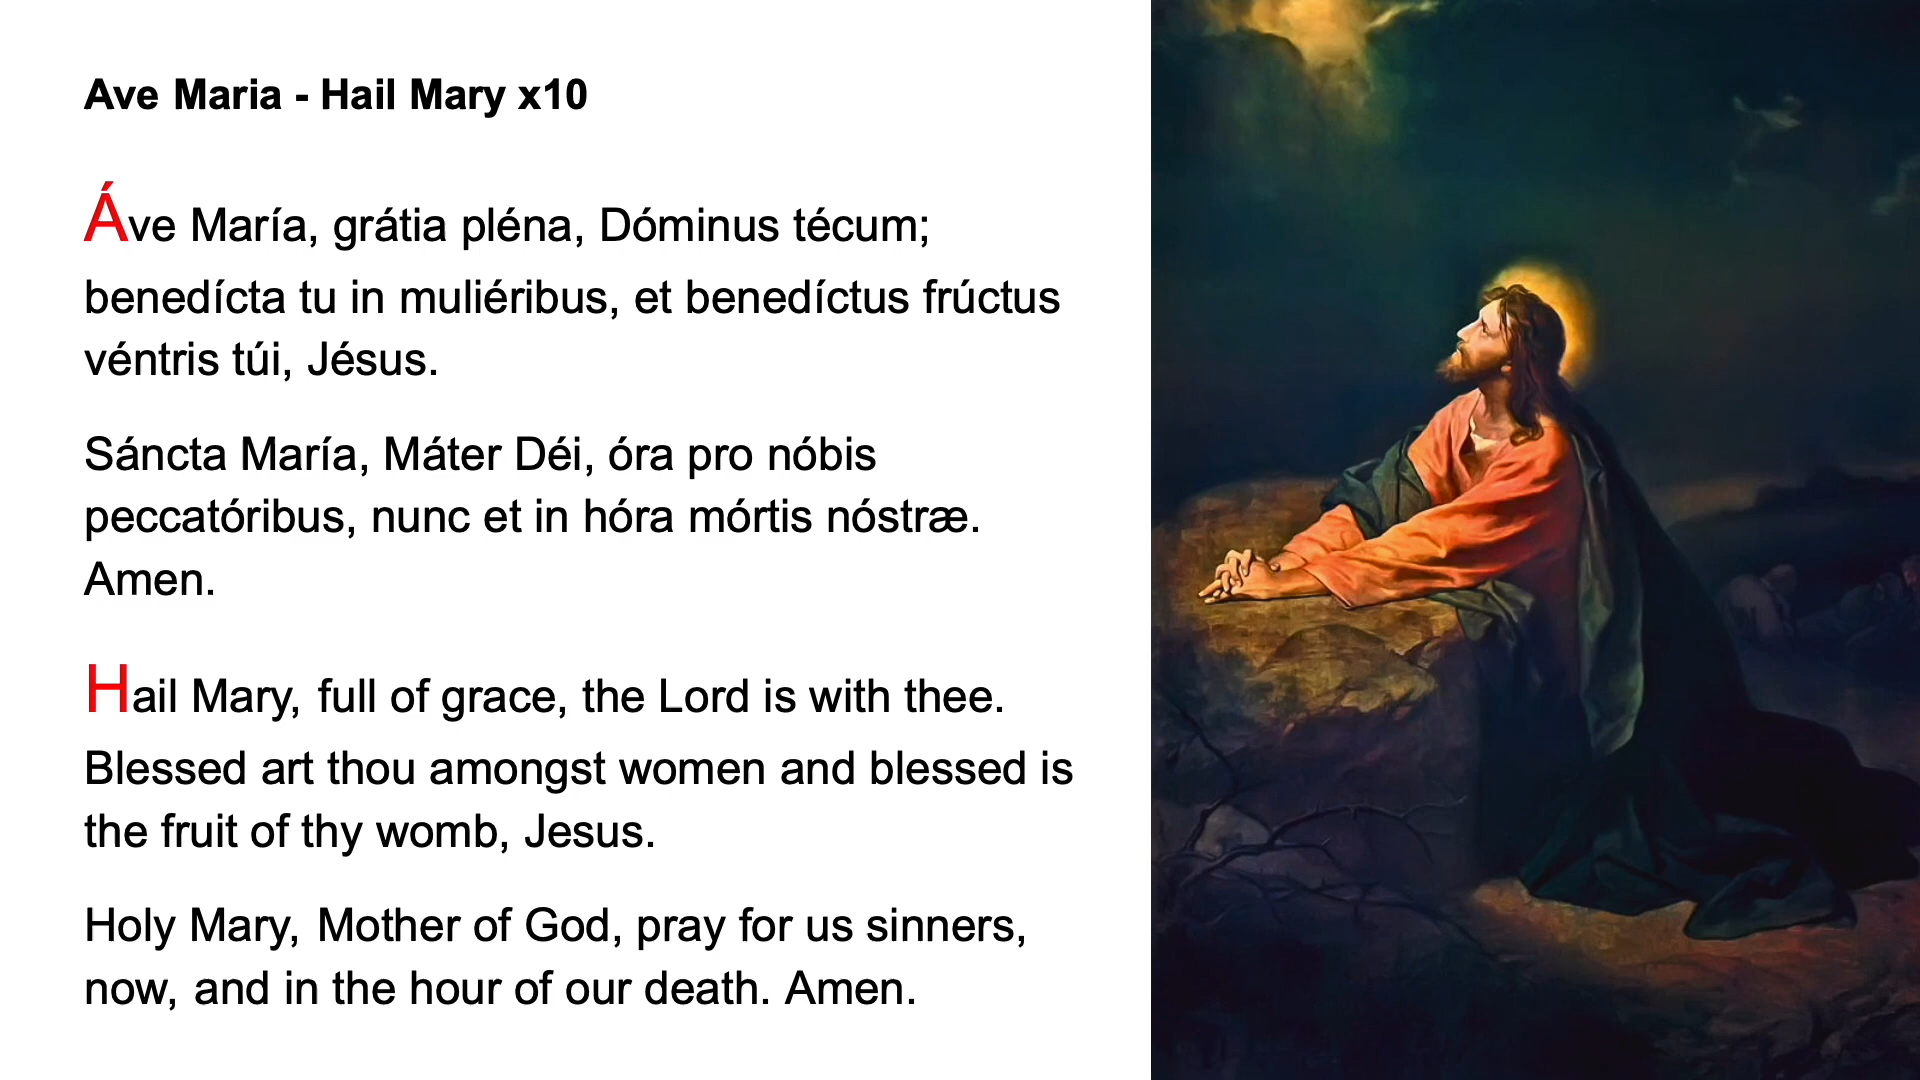 Ave Maria - Hail Mary x10
Áve María, grátia pléna, Dóminus técum;
benedícta tu in muliéribus, et benedíctus frúctus
véntris túi, Jésus.
Sáncta María, Máter Déi, óra pro nóbis
peccatóribus, nunc et in hóra mórtis nóstræ.
Amen.
Hail Mary, full of grace, the Lord is with thee.
Blessed art thou amongst women and blessed is
the fruit of thy womb, Jesus.
Holy Mary, Mother of God, pray for us sinners,
now, and in the hour of our death. Amen.